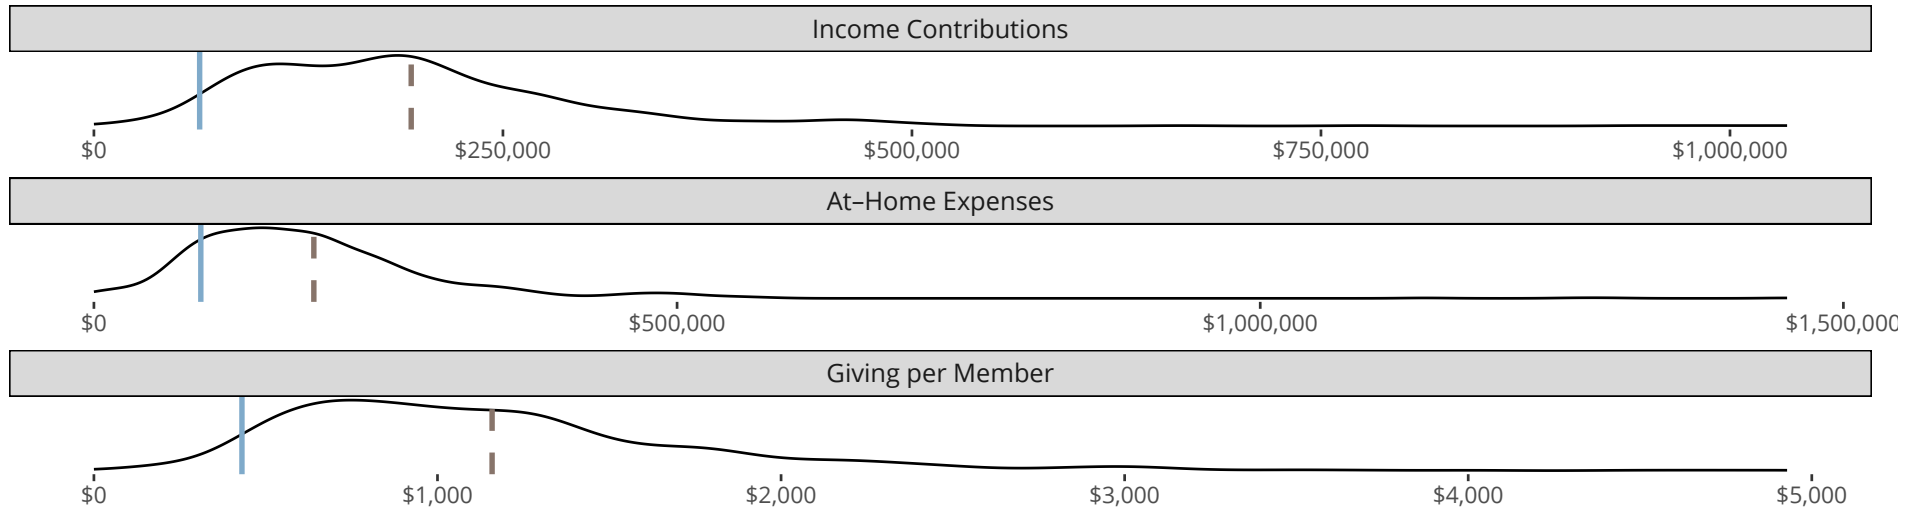 Income Contributions
$0 $250,000 $500,000 $750,000 $1,000,000
At–Home Expenses
$0 $500,000 $1,000,000 $1,500,000
Giving per Member
$0 $1,000 $2,000 $3,000 $4,000 $5,000